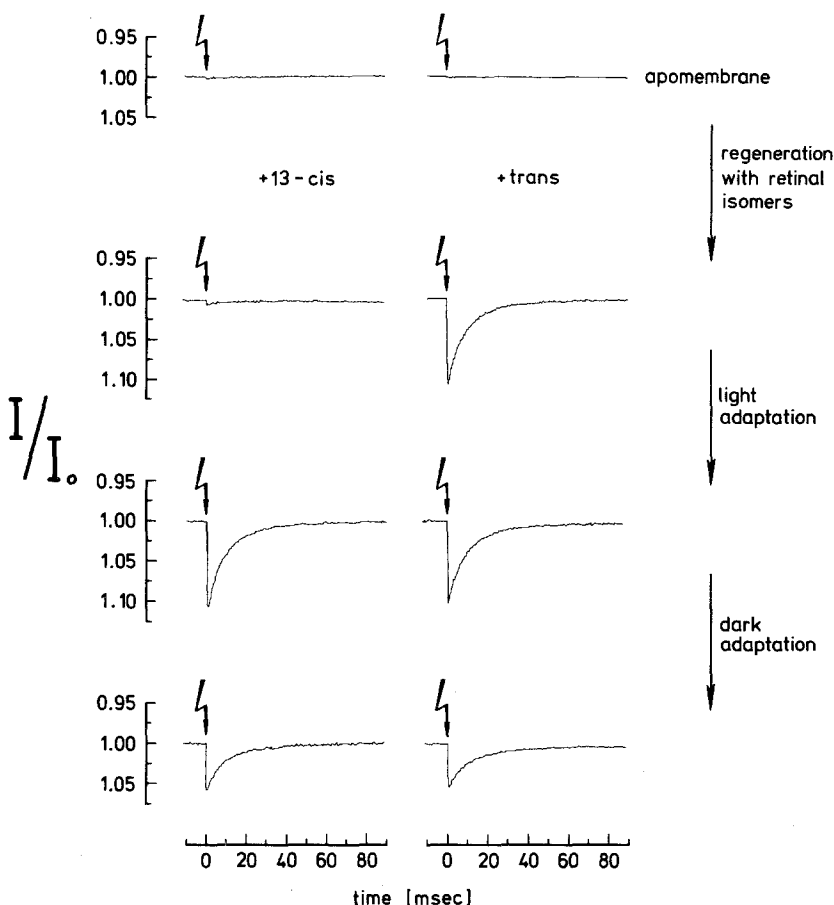 0.95
1.00
1.05
apomembrane
+13-cis
+trans
regeneration
with retinal
isomers
0.95
1.00
1.05
1.10
light
adaptation
I/I₀
0.95
1.00
1.05
1.10
dark
adaptation
0.95
1.00
1.05
0 20 40 60 80
0 20 40 60 80
time [msec]